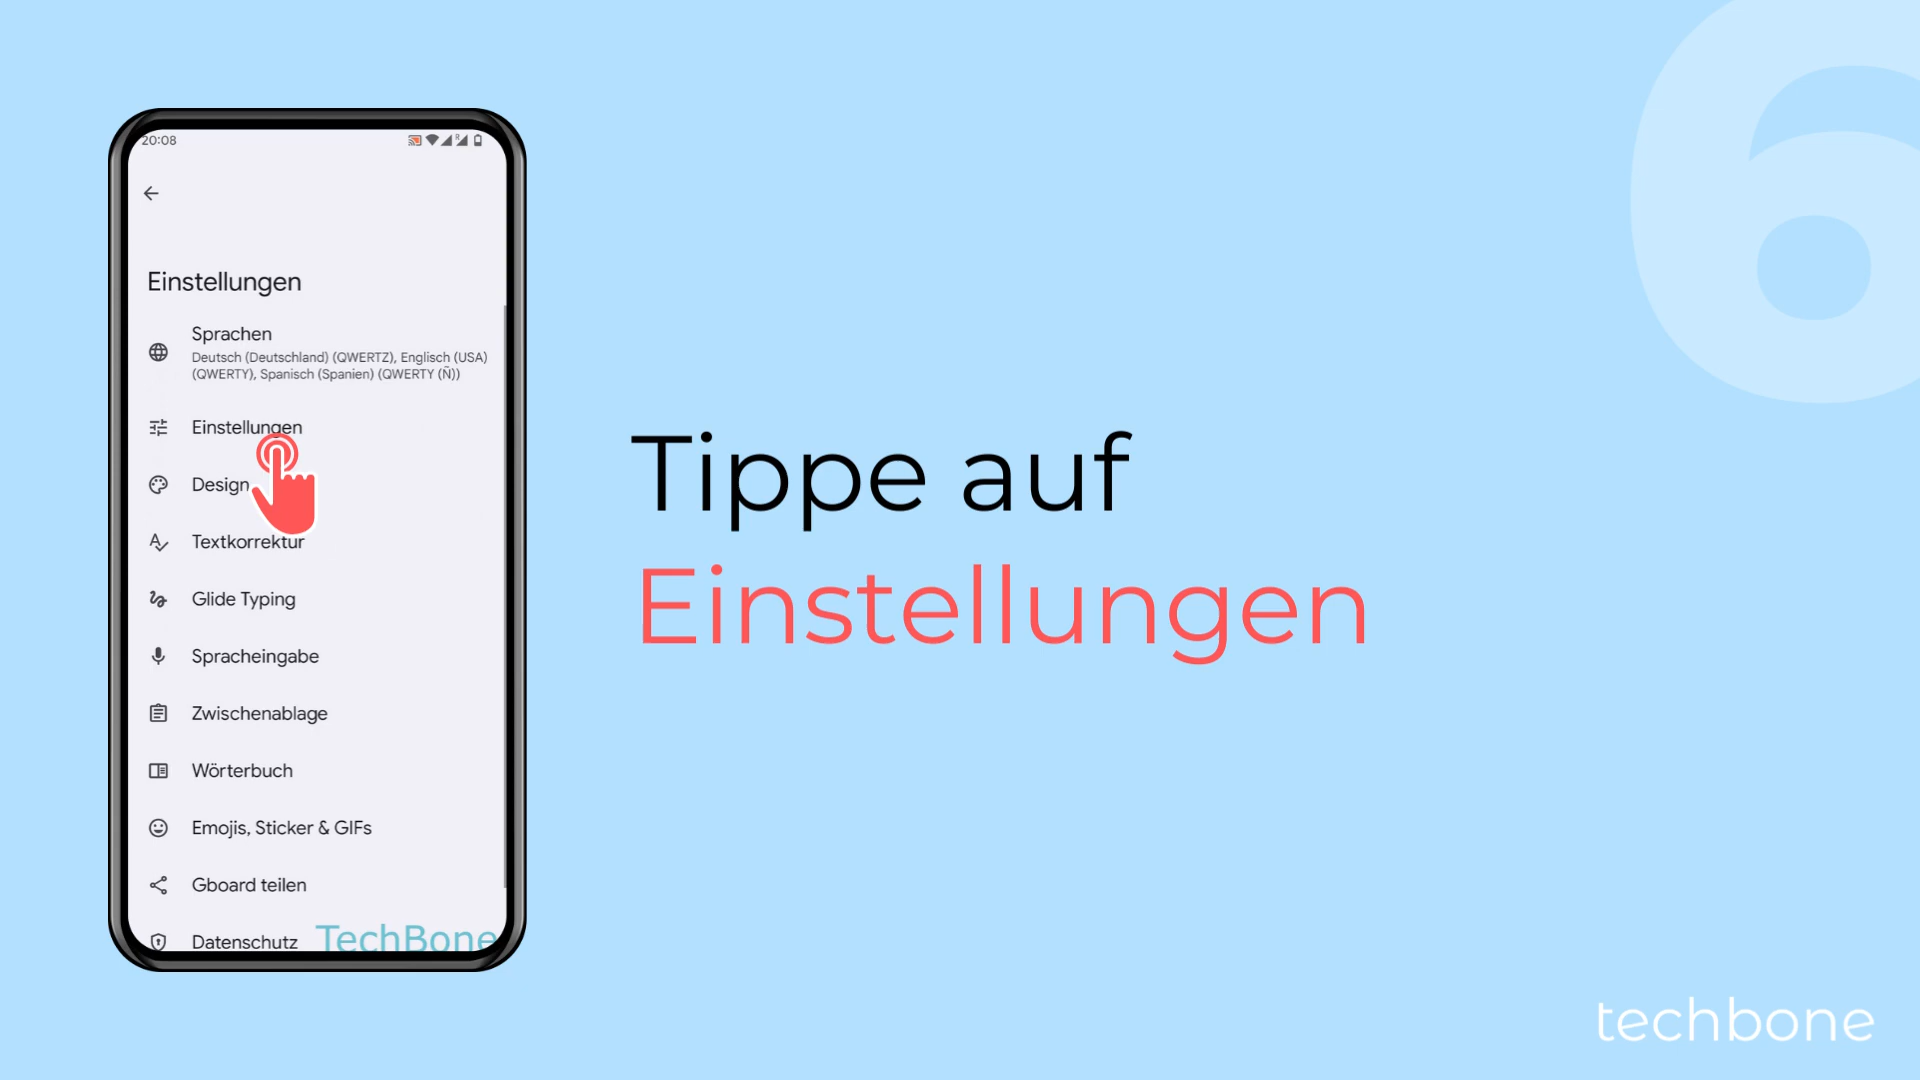 6
20:08
Einstellungen
Sprachen
Deutsch (Deutschland) (QWERTZ), Englisch (USA)
(QWERTY), Spanisch (Spanien) (QWERTY (Ñ))
Einstellungen
Design
Textkorrektur
Glide Typing
Spracheingabe
Zwischenablage
Wörterbuch
Emojis, Sticker & GIFs
Gboard teilen
Datenschutz
TechBone
Tippe auf
Einstellungen
techbone